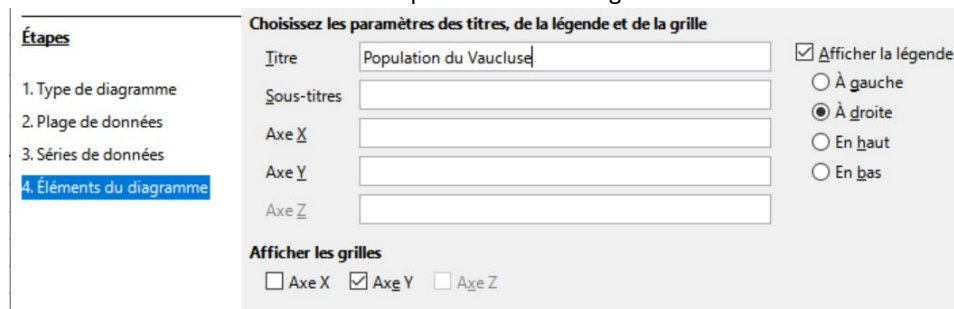 Étapes
1. Type de diagramme
2. Plage de données
3. Séries de données
4. Éléments du diagramme
Choisissez les paramètres des titres, de la légende et de la grille
Titre Population du Vaucluse
Sous-titres
Axe X
Axe Y
Axe Z
Afficher la légende
À gauche
À droite
En haut
En bas
Afficher les grilles
Axe X Axe Y Axe Z